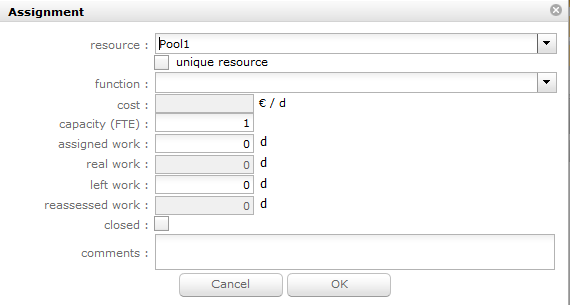 Assignment
resource : Pool1
unique resource
function :
cost : € / d
capacity (FTE) : 1
assigned work : 0 d
real work : 0 d
left work : 0 d
reassessed work : 0 d
closed :
comments :
Cancel OK